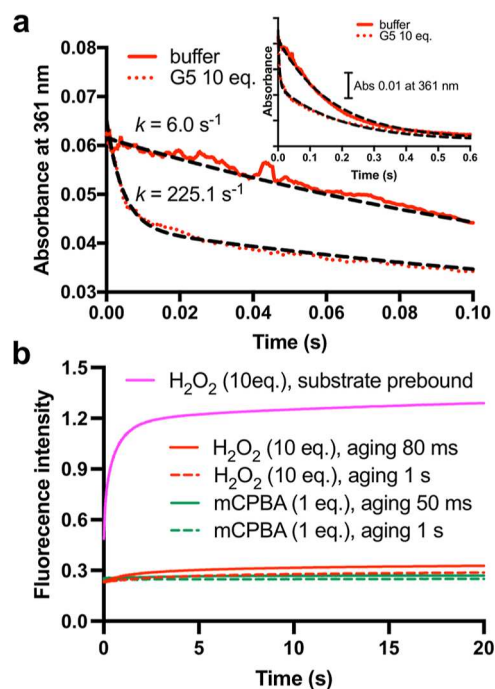 a
buffer
G5 10 eq.
k = 6.0 s⁻¹
k = 225.1 s⁻¹
Absorbance at 361 nm
0.08
0.07
0.06
0.05
0.04
0.03
0.00 0.02 0.04 0.06 0.08 0.10
Time (s)
buffer
G5 10 eq.
Abs 0.01 at 361 nm
Absorbance
0.0 0.1 0.2 0.3 0.4 0.5 0.6
Time (s)
b
H₂O₂ (10eq.), substrate prebound
H₂O₂ (10 eq.), aging 80 ms
H₂O₂ (10 eq.), aging 1 s
mCPBA (1 eq.), aging 50 ms
mCPBA (1 eq.), aging 1 s
Fluorecence intensity
1.5
1.2
0.9
0.6
0.3
0.0
0 5 10 15 20
Time (s)